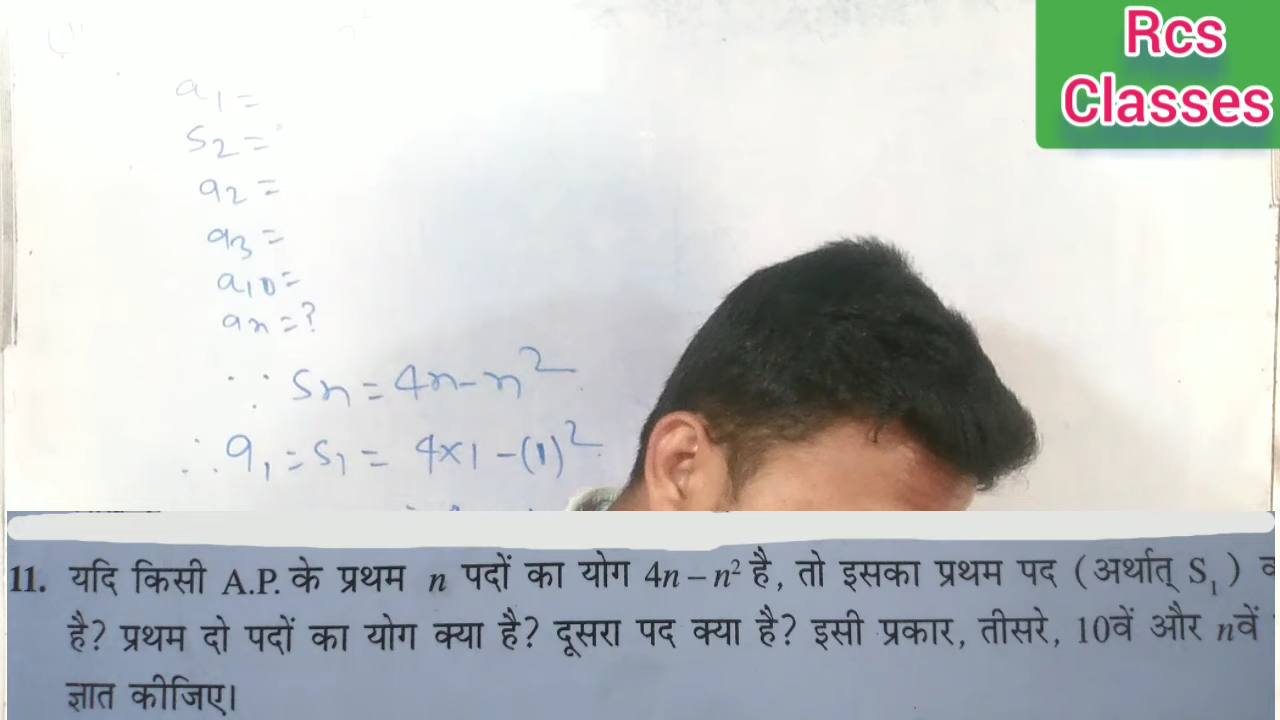 Rcs
Classes
a₁ =
S₂ =
a₂ =
a₃ =
a₁₀ =
aₙ = ?
∵ Sn = 4n - n²
∴ a₁ = S₁ = 4×1 - (1)²
11. यदि किसी A.P. के प्रथम n पदों का योग 4n – n² है, तो इसका प्रथम पद (अर्थात् S₁)
है? प्रथम दो पदों का योग क्या है? दूसरा पद क्या है? इसी प्रकार, तीसरे, 10वें और nवें
ज्ञात कीजिए।